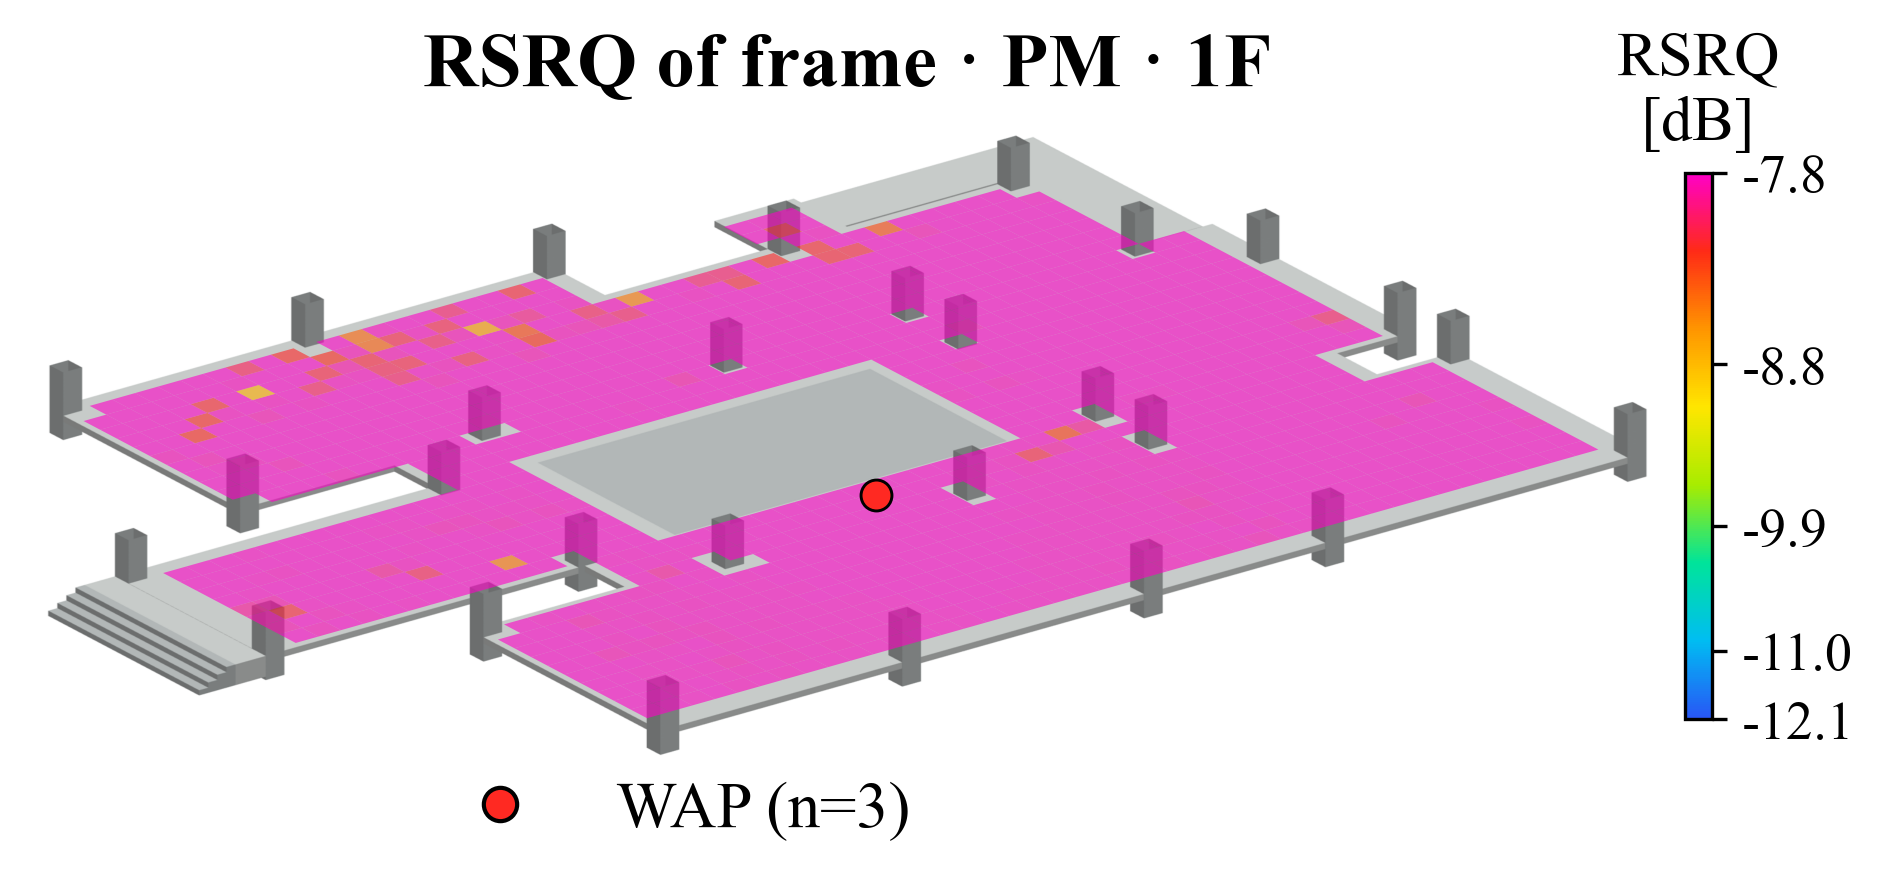 RSRQ of frame · PM · 1F
RSRQ
[dB]
-7.8
-8.8
-9.9
-11.0
-12.1
WAP (n=3)